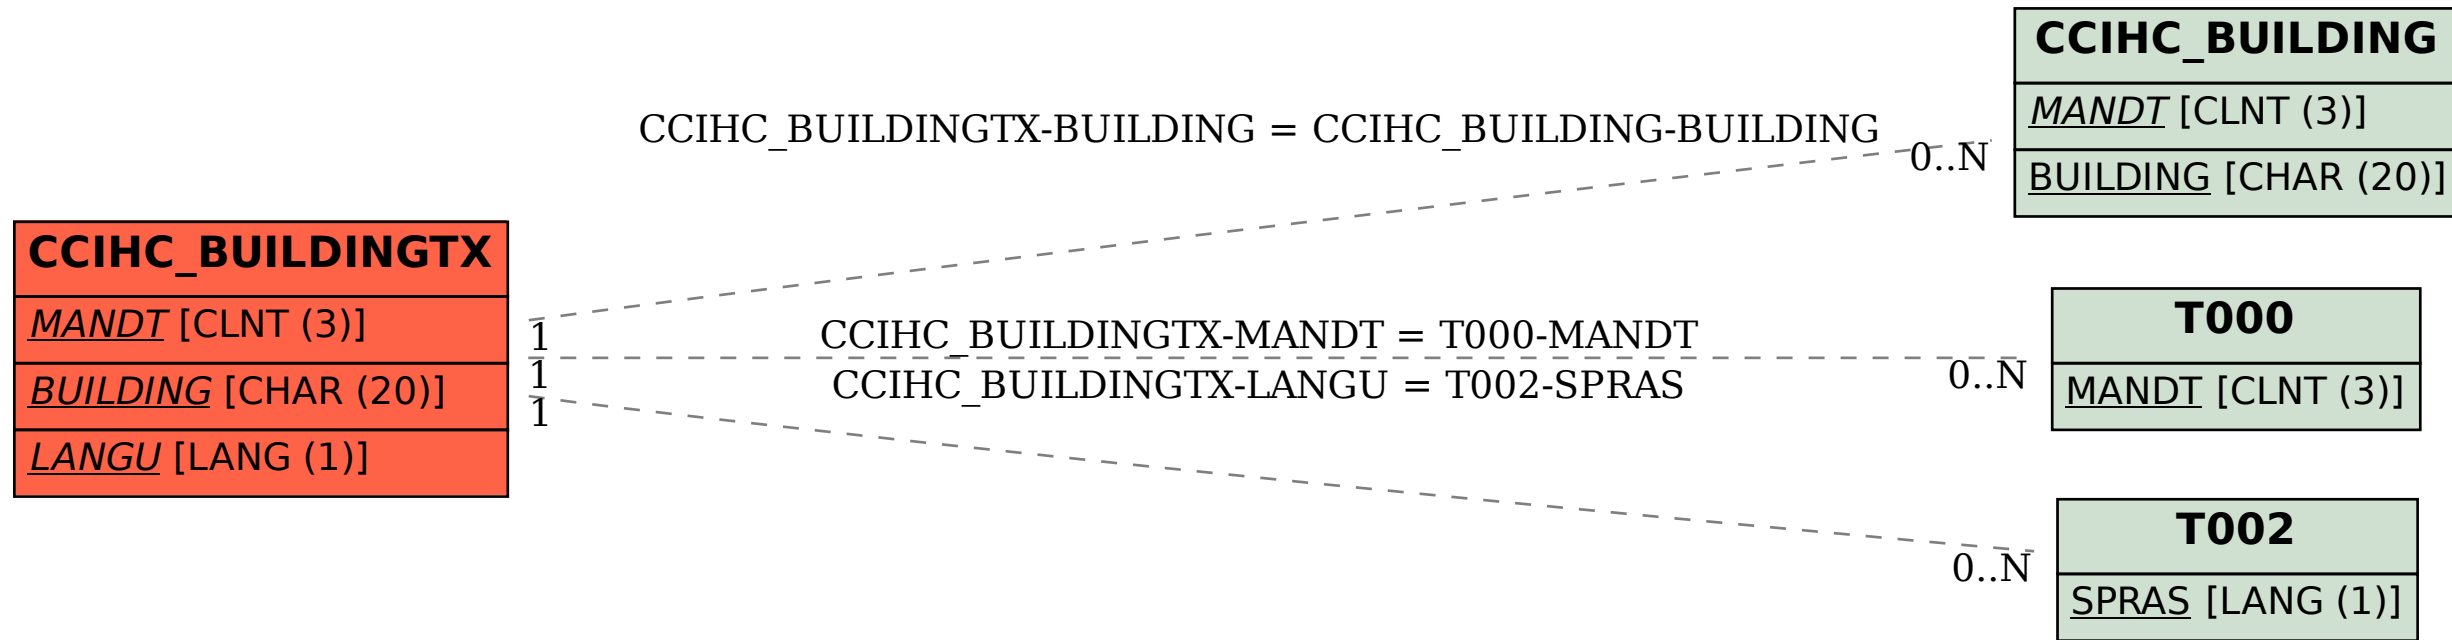 CCIHC_BUILDING
MANDT [CLNT (3)]
BUILDING [CHAR (20)]
CCIHC_BUILDINGTX-BUILDING = CCIHC_BUILDING-BUILDING
0..N
CCIHC_BUILDINGTX
MANDT [CLNT (3)]
BUILDING [CHAR (20)]
LANGU [LANG (1)]
1
1
1
CCIHC_BUILDINGTX-MANDT = T000-MANDT
0..N
CCIHC_BUILDINGTX-LANGU = T002-SPRAS
0..N
T000
MANDT [CLNT (3)]
T002
SPRAS [LANG (1)]